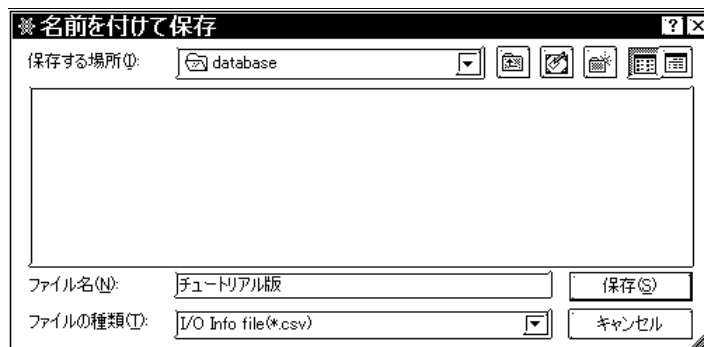 名前を付けて保存
保存する場所(I): database
ファイル名(N): チュートリアル版 保存(S)
ファイルの種類(T): I/O Info file(*.csv) キャンセル